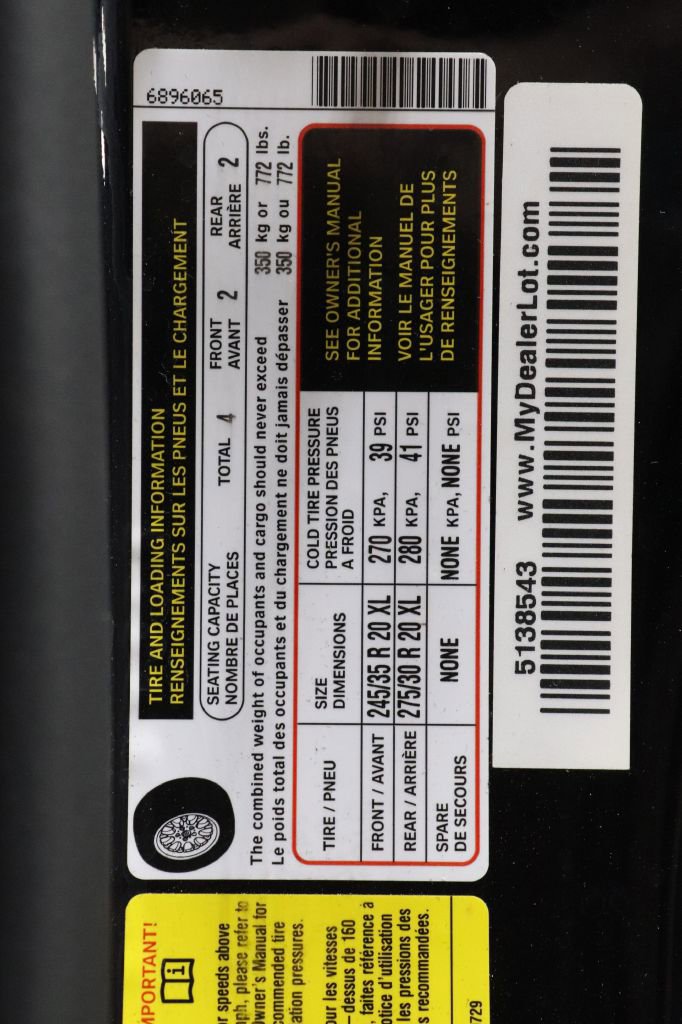 6896065
TIRE AND LOADING INFORMATION
RENSEIGNEMENTS SUR LES PNEUS ET LE CHARGEMENT
SEATING CAPACITY
NOMBRE DE PLACES
TOTAL 4
FRONT
AVANT 2
REAR
ARRIÈRE 2
The combined weight of occupants and cargo should never exceed 350 kg or 772 lbs.
Le poids total des occupants et du chargement ne doit jamais dépasser 350 kg ou 772 lb.
TIRE / PNEU
SIZE
DIMENSIONS
COLD TIRE PRESSURE
PRESSION DES PNEUS
A FROID
FRONT / AVANT 245/35 R 20 XL 270 KPA, 39 PSI
REAR / ARRIÈRE 275/30 R 20 XL 280 KPA, 41 PSI
SPARE
DE SECOURS
NONE NONE KPA, NONE PSI
SEE OWNER'S MANUAL
FOR ADDITIONAL
INFORMATION
VOIR LE MANUEL DE
L'USAGER POUR PLUS
DE RENSEIGNEMENTS
5138543 www.MyDealerLot.com
MPORTANT!
or speeds above
mph, please refer to
Owner's Manual for
commended tire
ation pressures.
our les vitesses
dessus de 160
, faites référence à
otice d'utilisation
les pressions des
s recommandées.
729